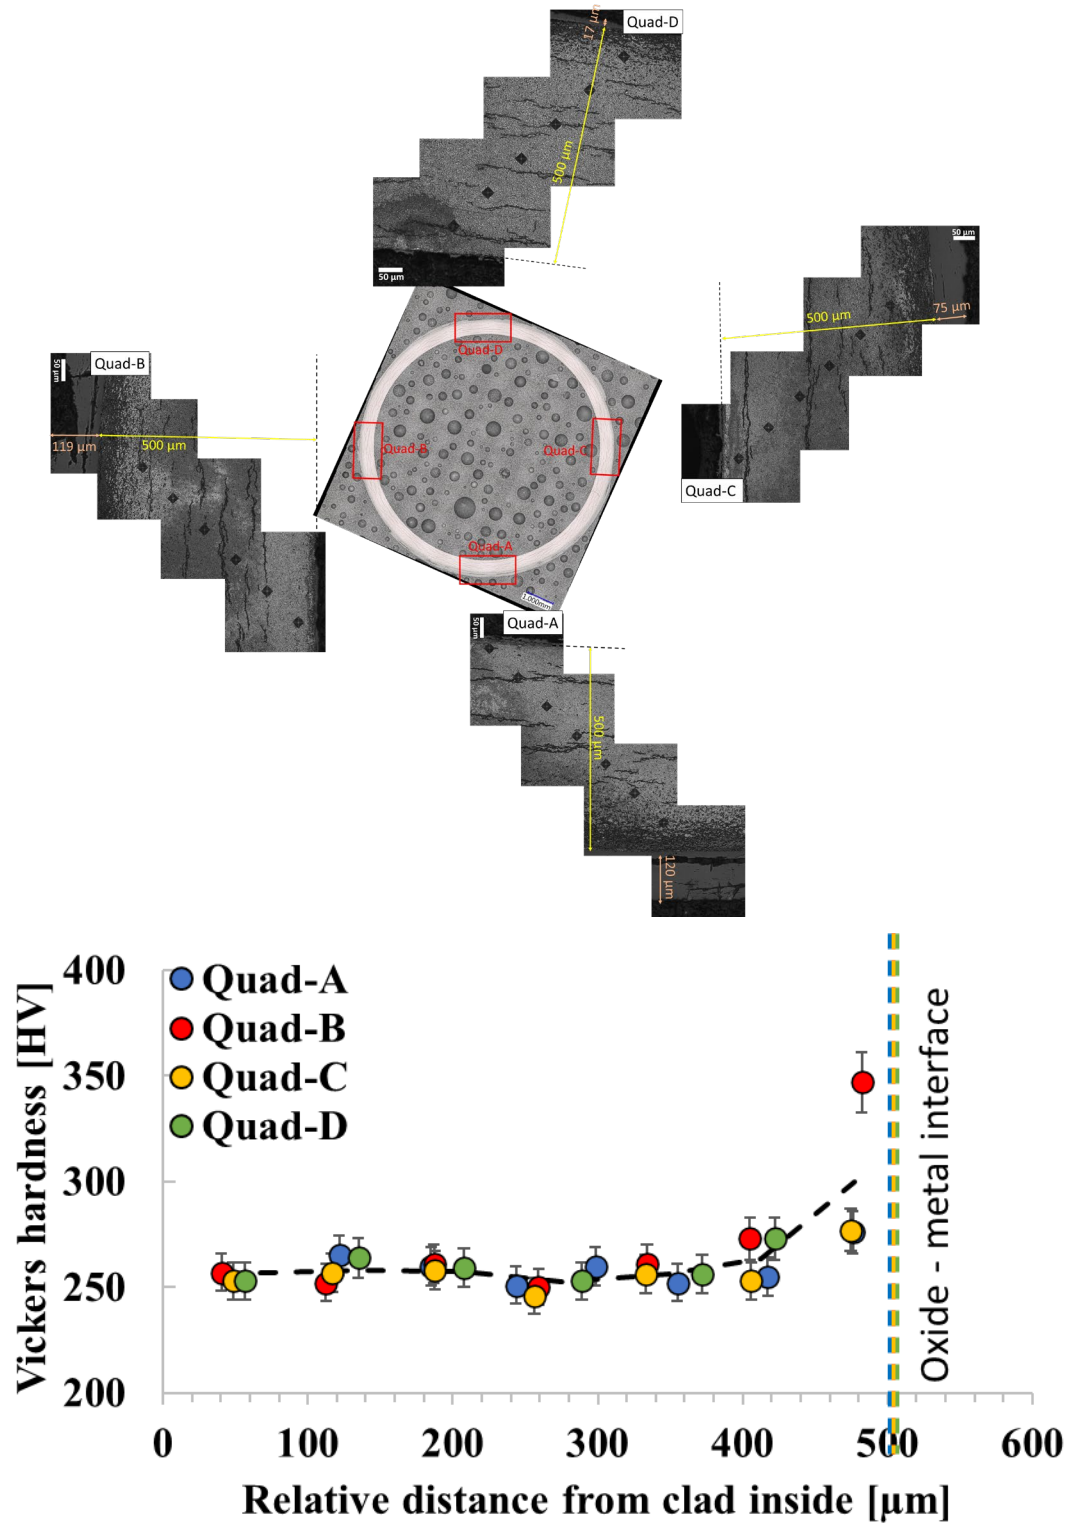 Quad-D
17 µm
500 µm
50 µm
50 µm
500 µm
75 µm
Quad-C
Quad-B
50 µm
119 µm
500 µm
Quad-D
Quad-B
Quad-C
Quad-A
1.000mm
Quad-A
50 µm
500 µm
120 µm
Vickers hardness [HV]
400
350
300
250
200
Quad-A
Quad-B
Quad-C
Quad-D
Oxide - metal interface
0 100 200 300 400 500 600
Relative distance from clad inside [µm]